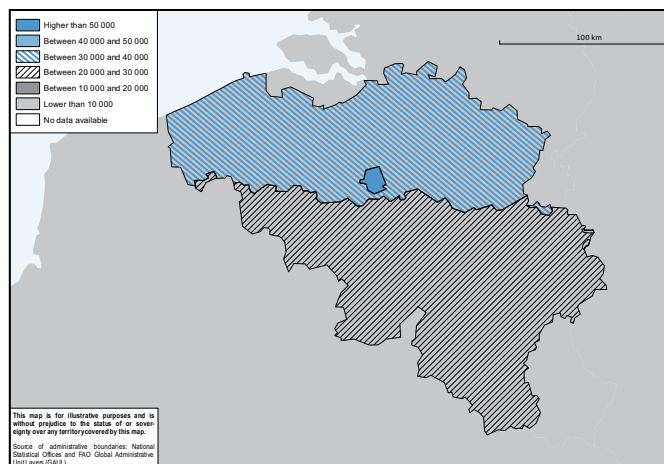 Higher than 50 000
Between 40 000 and 50 000
Between 30 000 and 40 000
Between 20 000 and 30 000
Between 10 000 and 20 000
Lower than 10 000
No data available
100 km
This map is for illustrative purposes and is
without prejudice to the status of or sover-
eignty over any territorycovered by this map.
Source of administrative boundaries: National
Statistical Offices and FAO Global Administrative
Unit Layers (GAUL).